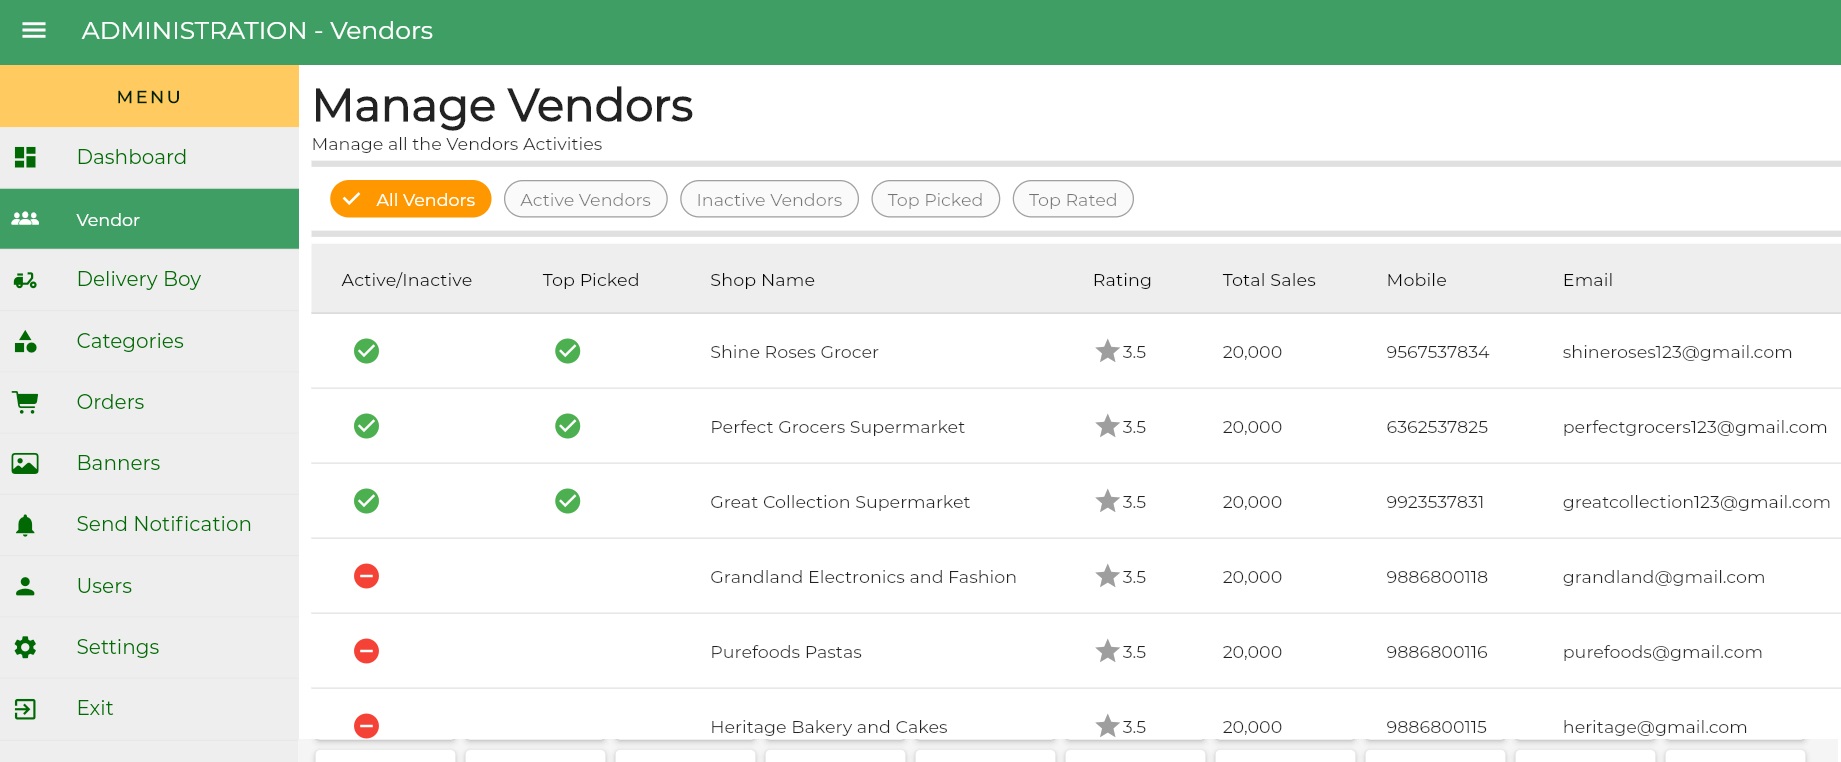 ADMINISTRATION - Vendors
MENU
Dashboard
Vendor
Delivery Boy
Categories
Orders
Banners
Send Notification
Users
Settings
Exit
Manage Vendors
Manage all the Vendors Activities
All Vendors Active Vendors Inactive Vendors Top Picked Top Rated
Active/Inactive Top Picked Shop Name Rating Total Sales Mobile Email
Shine Roses Grocer 3.5 20,000 9567537834 shineroses123@gmail.com
Perfect Grocers Supermarket 3.5 20,000 6362537825 perfectgrocers123@gmail.com
Great Collection Supermarket 3.5 20,000 9923537831 greatcollection123@gmail.com
Grandland Electronics and Fashion 3.5 20,000 9886800118 grandland@gmail.com
Purefoods Pastas 3.5 20,000 9886800116 purefoods@gmail.com
Heritage Bakery and Cakes 3.5 20,000 9886800115 heritage@gmail.com